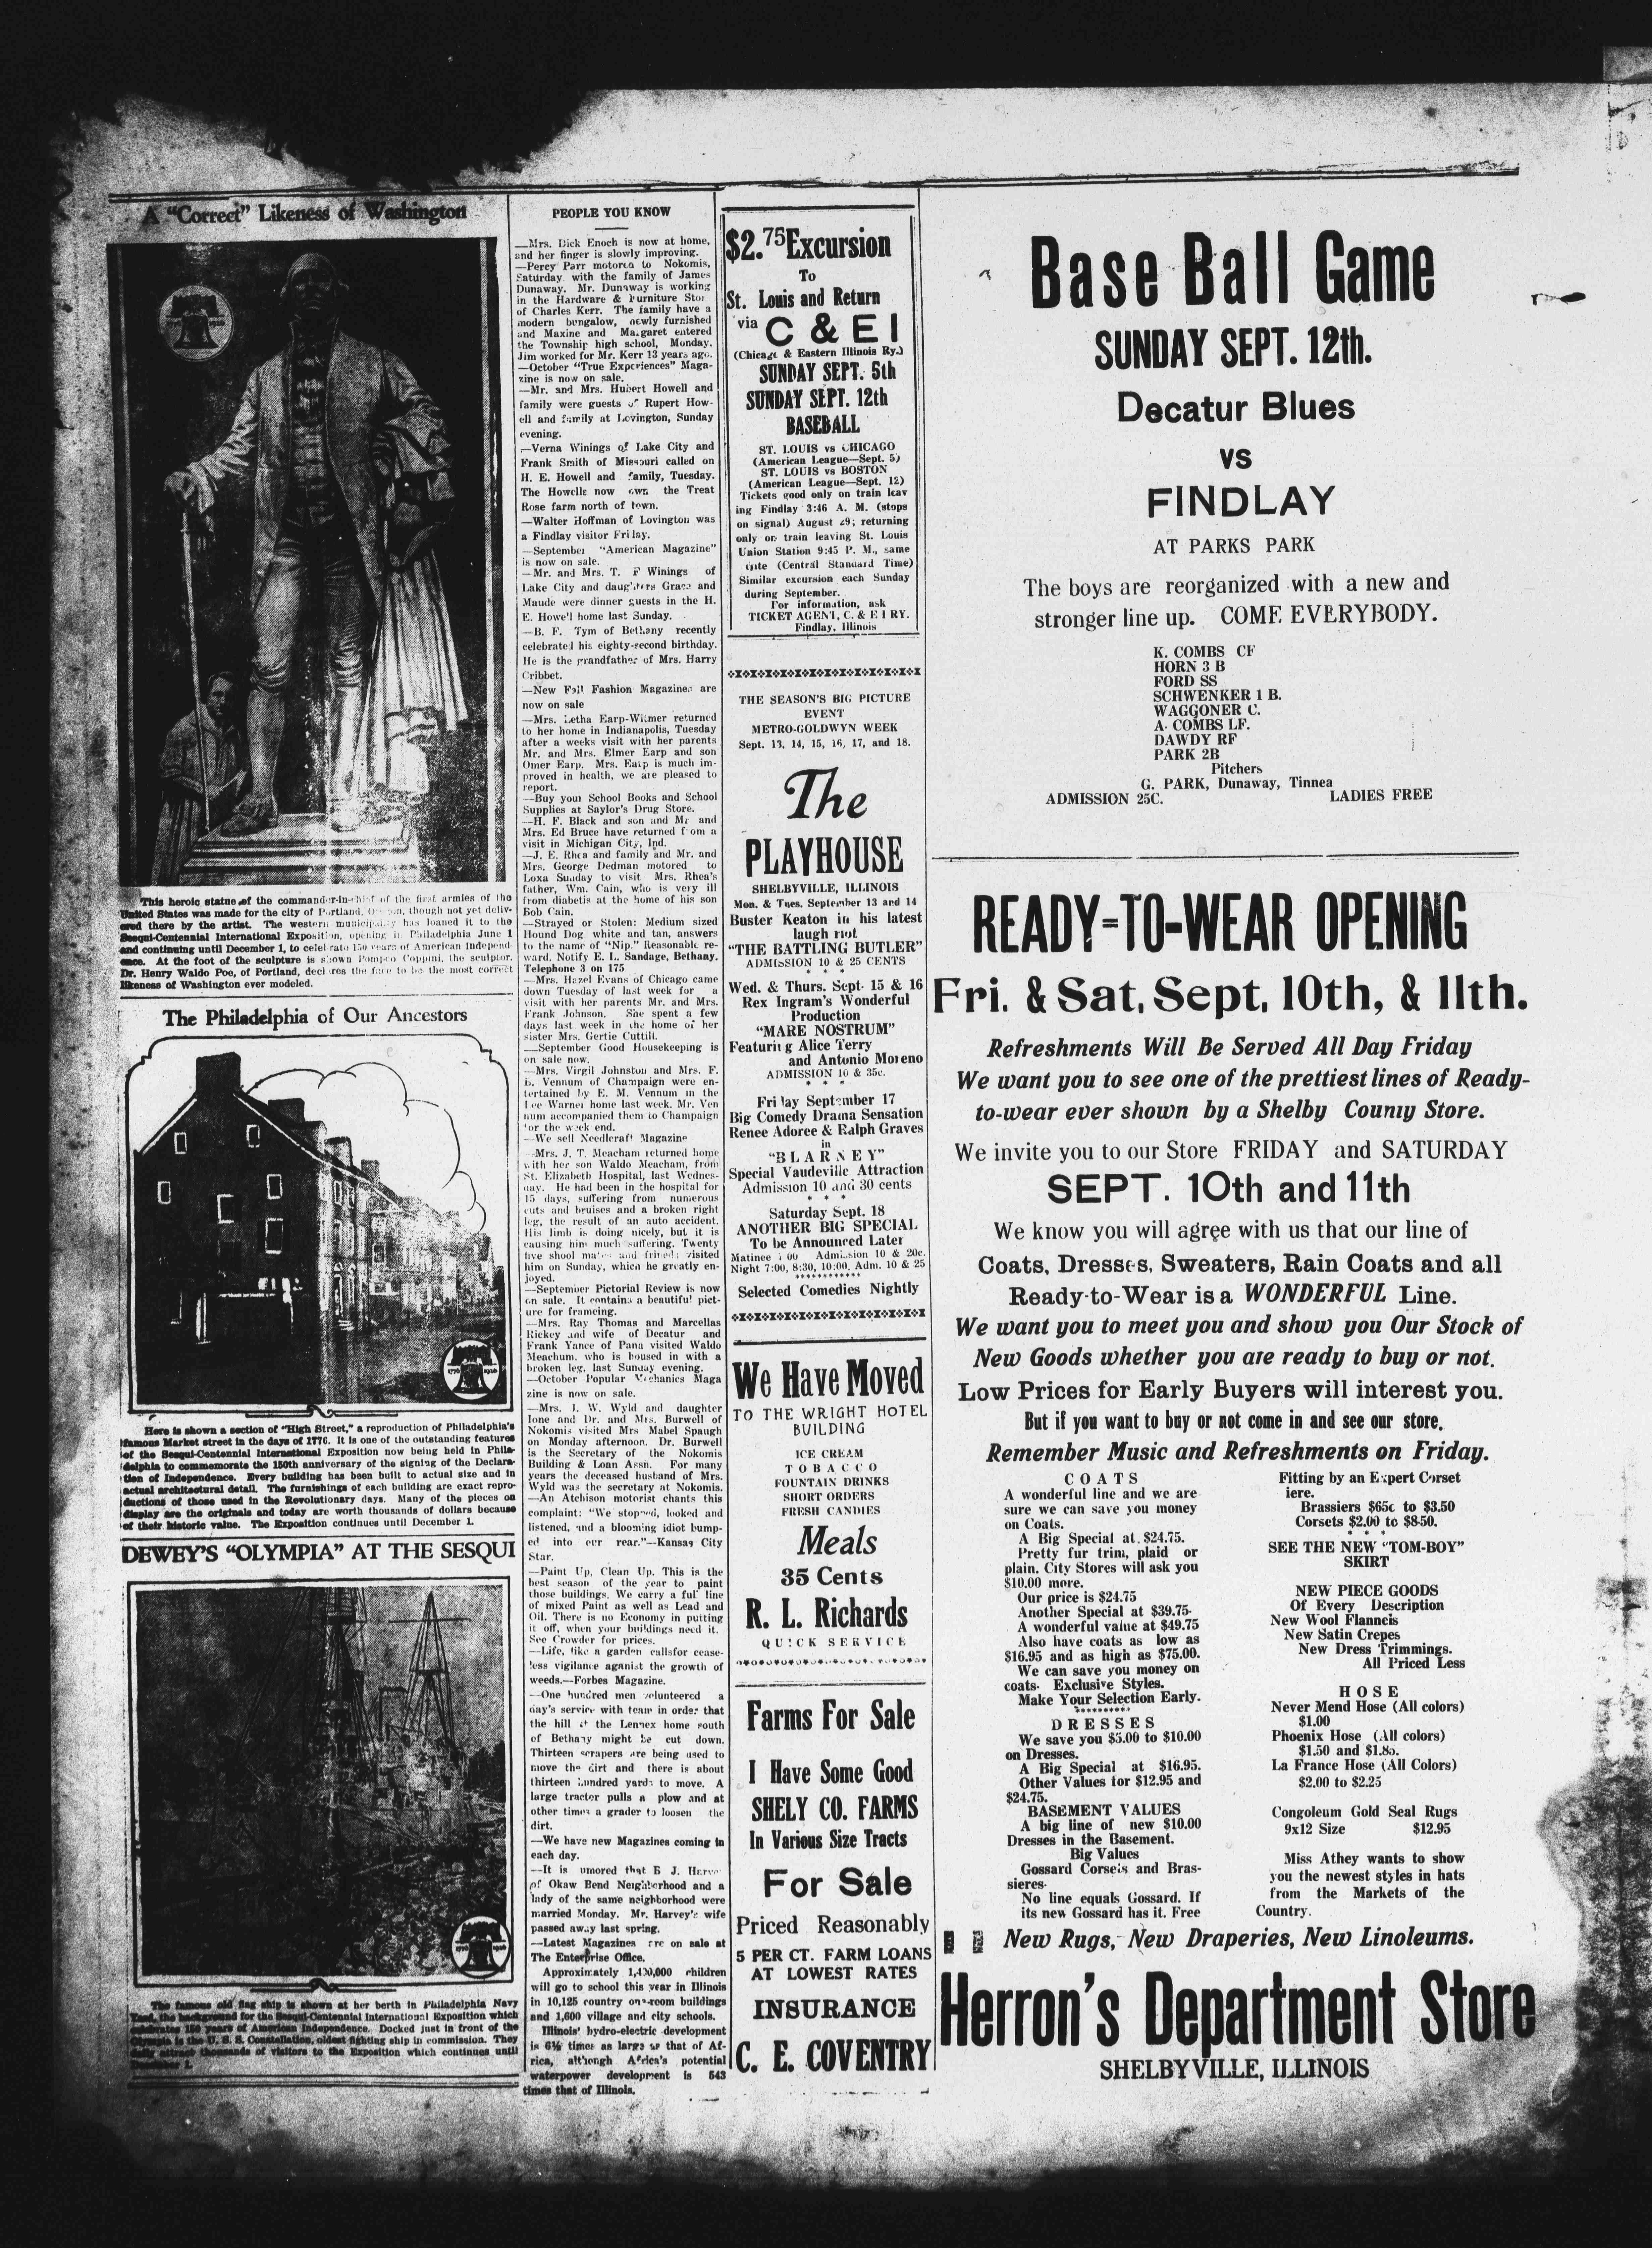 A "Correct" Likeness of Washington
This heroic statue of the commander-in-chief of the first armies of the
United States was made for the city of Portland, Oregon, though not yet deliv-
ered there by the artist. The western municipality has loaned it to the
Sesqui-Centennial International Exposition, opening in Philadelphia June 1
and continuing until December 1, to celebrate 150 years of American Independ-
ence. At the foot of the sculpture is shown Pompeo Coppini, the sculptor.
Dr. Henry Waldo Poe, of Portland, declares the face to be the most correct
likeness of Washington ever modeled.
The Philadelphia of Our Ancestors
1776 1926
Here is shown a section of "High Street," a reproduction of Philadelphia's
famous Market street in the days of 1776. It is one of the outstanding features
of the Sesqui-Centennial International Exposition now being held in Phila-
delphia to commemorate the 150th anniversary of the signing of the Declara-
tion of Independence. Every building has been built to actual size and in
actual architectural detail. The furnishings of each building are exact repro-
ductions of those used in the Revolutionary days. Many of the pieces on
display are the originals and today are worth thousands of dollars because
of their historic value. The Exposition continues until December 1.
DEWEY'S "OLYMPIA" AT THE SESQUI
1776 1926
The famous old flag ship is shown at her berth in Philadelphia Navy
Yard, the background for the Sesqui-Centennial International Exposition which
celebrates 150 years of American Independence. Docked just in front of the
Olympia is the U. S. S. Constellation, oldest fighting ship in commission. They
daily attract thousands of visitors to the Exposition which continues until
December 1.
PEOPLE YOU KNOW
—Mrs. Dick Enoch is now at home,
and her finger is slowly improving.
—Percy Parr motored to Nokomis,
Saturday with the family of James
Dunaway. Mr. Dunaway is working
in the Hardware & Furniture Stor
of Charles Kerr. The family have a
modern bungalow, newly furnished
and Maxine and Margaret entered
the Township high school, Monday.
Jim worked for Mr. Kerr 13 years ago.
—October "True Experiences" Maga-
zine is now on sale.
—Mr. and Mrs. Hubert Howell and
family were guests of Rupert How-
ell and family at Lovington, Sunday
evening.
—Verna Winings of Lake City and
Frank Smith of Missouri called on
H. E. Howell and family, Tuesday.
The Howells now own the Treat
Rose farm north of town.
—Walter Hoffman of Lovington was
a Findlay visitor Friday.
—September "American Magazine"
is now on sale.
—Mr. and Mrs. T. F Winings of
Lake City and daughters Grace and
Maude were dinner guests in the H.
E. Howell home last Sunday.
—B. F. Tym of Bethany recently
celebrated his eighty-second birthday.
He is the grandfather of Mrs. Harry
Cribbet.
—New Fall Fashion Magazines are
now on sale
—Mrs. Letha Earp-Wilmer returned
to her home in Indianapolis, Tuesday
after a weeks visit with her parents
Mr. and Mrs. Elmer Earp and son
Omer Earp. Mrs. Earp is much im-
proved in health, we are pleased to
report.
—Buy your School Books and School
Supplies at Saylor's Drug Store.
—H. F. Black and son and Mr and
Mrs. Ed Bruce have returned from a
visit in Michigan City, Ind.
—J. E. Rhea and family and Mr. and
Mrs. George Dedman motored to
Loxa Sunday to visit Mrs. Rhea's
father, Wm. Cain, who is very ill
from diabetis at the home of his son
Bob Cain.
—Strayed or Stolen: Medium sized
Hound Dog white and tan, answers
to the name of "Nip." Reasonable re-
ward. Notify E. L. Sandage, Bethany.
Telephone 3 on 175
—Mrs. Hazel Evans of Chicago came
down Tuesday of last week for a
visit with her parents Mr. and Mrs.
Frank Johnson. She spent a few
days last week in the home of her
sister Mrs. Gertie Cuttill.
—September Good Housekeeping is
on sale now.
—Mrs. Virgil Johnston and Mrs. F.
L. Vennum of Champaign were en-
tertained by E. M. Vennum in the
Lee Warner home last week. Mr. Ven
num accompanied them to Champaign
for the week end.
—We sell Needlecraft Magazine
Mrs. J. T. Meacham returned home
with her son Waldo Meacham, from
St. Elizabeth Hospital, last Wednes-
day. He had been in the hospital for
15 days, suffering from numerous
cuts and bruises and a broken right
leg, the result of an auto accident.
His limb is doing nicely, but it is
causing him much suffering. Twenty
five shool mates and friends visited
him on Sunday, which he greatly en-
joyed.
—September Pictorial Review is now
on sale. It contains a beautiful pict-
ure for frameing.
—Mrs. Ray Thomas and Marcellas
Rickey and wife of Decatur and
Frank Yance of Pana visited Waldo
Meachum, who is housed in with a
broken leg, last Sunday evening.
—October Popular Mechanics Maga
zine is now on sale.
—Mrs. J. W. Wyld and daughter
Ione and Dr. and Mrs. Burwell of
Nokomis visited Mrs Mabel Spaugh
on Monday afternoon. Dr. Burwell
is the Secretary of the Nokomis
Building & Loan Assn. For many
years the deceased husband of Mrs.
Wyld was the secretary at Nokomis.
—An Atchison motorist chants this
complaint: "We stopped, looked and
listened, and a blooming idiot bump-
ed into our rear."--Kansas City
Star.
—Paint Up, Clean Up. This is the
best season of the year to paint
those buildings. We carry a full line
of mixed Paint as well as Lead and
Oil. There is no Economy in putting
it off, when your buildings need it.
See Crowder for prices.
—Life, like a garden callsfor cease-
less vigilance aganist the growth of
weeds.—Forbes Magazine.
—One hundred men volunteered a
day's service with team in order that
the hill at the Lennex home south
of Bethany might be cut down.
Thirteen scrapers are being used to
move the dirt and there is about
thirteen hundred yards to move. A
large tractor pulls a plow and at
other times a grader to loosen the
dirt.
—We have new Magazines coming in
each day.
—It is umored that E J. Harve
of Okaw Bend Neighborhood and a
lady of the same neighborhood were
married Monday. Mr. Harvey's wife
passed away last spring.
—Latest Magazines are on sale at
The Enterprise Office.
Approximately 1,400,000 children
will go to school this year in Illinois
in 10,125 country one-room buildings
and 1,600 village and city schools.
Illinois' hydro-electric development
is 6½ times as large as that of Af-
rica, although Africa's potential
waterpower development is 543
times that of Illinois.
$2.75 Excursion
To
St. Louis and Return
via C & E I
(Chicago & Eastern Illinois Ry.)
SUNDAY SEPT. 5th
SUNDAY SEPT. 12th
BASEBALL
ST. LOUIS vs CHICAGO
(American League—Sept. 5)
ST. LOUIS vs BOSTON
(American League—Sept. 12)
Tickets good only on train leav
ing Findlay 3:46 A. M. (stops
on signal) August 29; returning
only on train leaving St. Louis
Union Station 9:45 P. M., same
date (Central Standard Time)
Similar excursion each Sunday
during September.
For information, ask
TICKET AGENT, C. & E I RY.
Findlay, Illinois
THE SEASON'S BIG PICTURE
EVENT
METRO-GOLDWYN WEEK
Sept. 13, 14, 15, 16, 17, and 18.
The
PLAYHOUSE
SHELBYVILLE, ILLINOIS
Mon. & Tues. September 13 and 14
Buster Keaton in his latest
laugh riot
"THE BATTLING BUTLER"
ADMISSION 10 & 25 CENTS
* * *
Wed. & Thurs. Sept. 15 & 16
Rex Ingram's Wonderful
Production
"MARE NOSTRUM"
Featuring Alice Terry
and Antonio Moreno
ADMISSION 10 & 35c.
* * *
Friday September 17
Big Comedy Drama Sensation
Renee Adoree & Ralph Graves
in
"BLARNEY"
Special Vaudeville Attraction
Admission 10 and 30 cents
* * *
Saturday Sept. 18
ANOTHER BIG SPECIAL
To be Announced Later
Matinee 00 Admission 10 & 20c.
Night 7:00, 8:30, 10:00, Adm. 10 & 25
************
Selected Comedies Nightly
We Have Moved
TO THE WRIGHT HOTEL
BUILDING
ICE CREAM
TOBACCO
FOUNTAIN DRINKS
SHORT ORDERS
FRESH CANDIES
Meals
35 Cents
R. L. Richards
QUICK SERVICE
Farms For Sale
I Have Some Good
SHELY CO. FARMS
In Various Size Tracts
For Sale
Priced Reasonably
5 PER CT. FARM LOANS
AT LOWEST RATES
INSURANCE
C. E. COVENTRY
Base Ball Game
SUNDAY SEPT. 12th.
Decatur Blues
vs
FINDLAY
AT PARKS PARK
The boys are reorganized with a new and
stronger line up. COME EVERYBODY.
K. COMBS CF
HORN 3 B
FORD SS
SCHWENKER 1 B.
WAGGONER C.
A. COMBS LF.
DAWDY RF
PARK 2B
Pitchers
G. PARK, Dunaway, Tinnea
ADMISSION 25C. LADIES FREE
READY=TO-WEAR OPENING
Fri. & Sat, Sept, 10th, & 11th.
Refreshments Will Be Served All Day Friday
We want you to see one of the prettiest lines of Ready-
to-wear ever shown by a Shelby County Store.
We invite you to our Store FRIDAY and SATURDAY
SEPT. 10th and 11th
We know you will agree with us that our line of
Coats, Dresses, Sweaters, Rain Coats and all
Ready-to-Wear is a WONDERFUL Line.
We want you to meet you and show you Our Stock of
New Goods whether you are ready to buy or not.
Low Prices for Early Buyers will interest you.
But if you want to buy or not come in and see our store.
Remember Music and Refreshments on Friday.
COATS
A wonderful line and we are
sure we can save you money
on Coats.
A Big Special at $24.75.
Pretty fur trim, plaid or
plain. City Stores will ask you
$10.00 more.
Our price is $24.75
Another Special at $39.75.
A wonderful value at $49.75
Also have coats as low as
$16.95 and as high as $75.00.
We can save you money on
coats. Exclusive Styles.
Make Your Selection Early.
**********
DRESSES
We save you $5.00 to $10.00
on Dresses.
A Big Special at $16.95.
Other Values for $12.95 and
$24.75.
BASEMENT VALUES
A big line of new $10.00
Dresses in the Basement.
Big Values
Gossard Corsets and Bras-
sieres.
No line equals Gossard. If
its new Gossard has it. Free
Fitting by an Expert Corset
iere.
Brassiers $65c to $3.50
Corsets $2.00 to $8.50.
* * *
SEE THE NEW "TOM-BOY"
SKIRT
NEW PIECE GOODS
Of Every Description
New Wool Flannels
New Satin Crepes
New Dress Trimmings.
All Priced Less
HOSE
Never Mend Hose (All colors)
$1.00
Phoenix Hose (All colors)
$1.50 and $1.85.
La France Hose (All Colors)
$2.00 to $2.25
Congoleum Gold Seal Rugs
9x12 Size $12.95
Miss Athey wants to show
you the newest styles in hats
from the Markets of the
Country.
New Rugs, New Draperies, New Linoleums.
Herron's Department Store
SHELBYVILLE, ILLINOIS